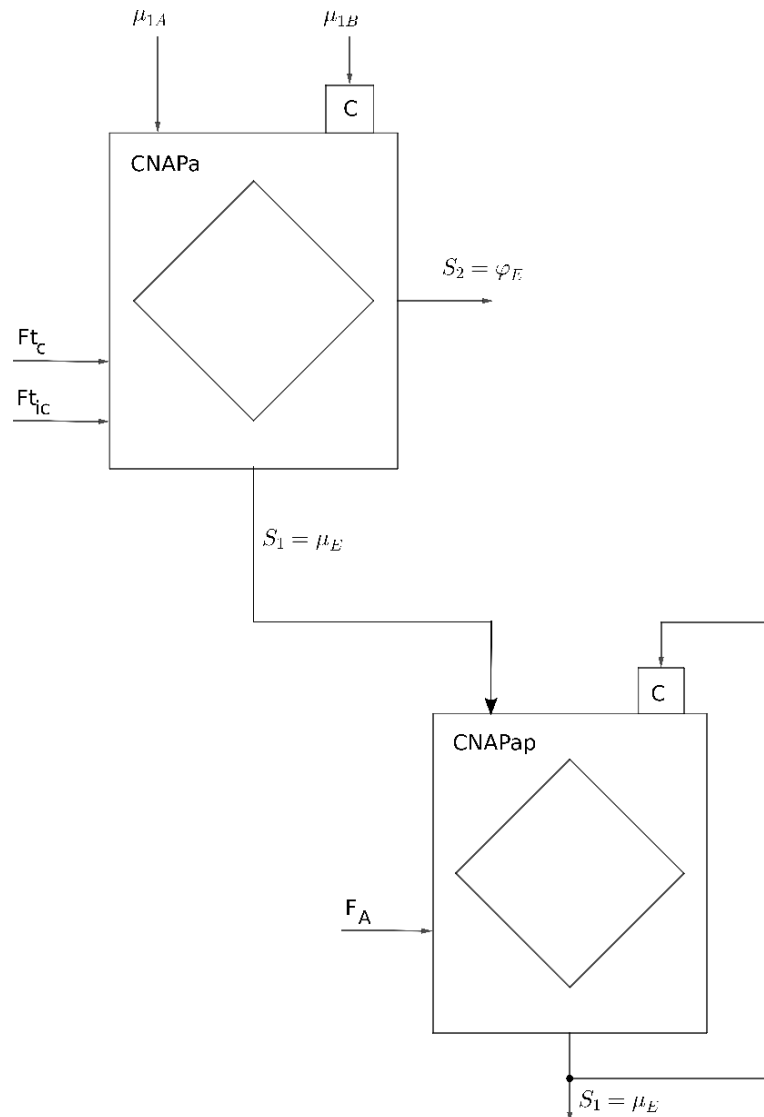 μ1A
μ1B
C
CNAPa
S2 = φE
Ftc
Ftic
S1 = μE
C
CNAPap
FA
S1 = μE